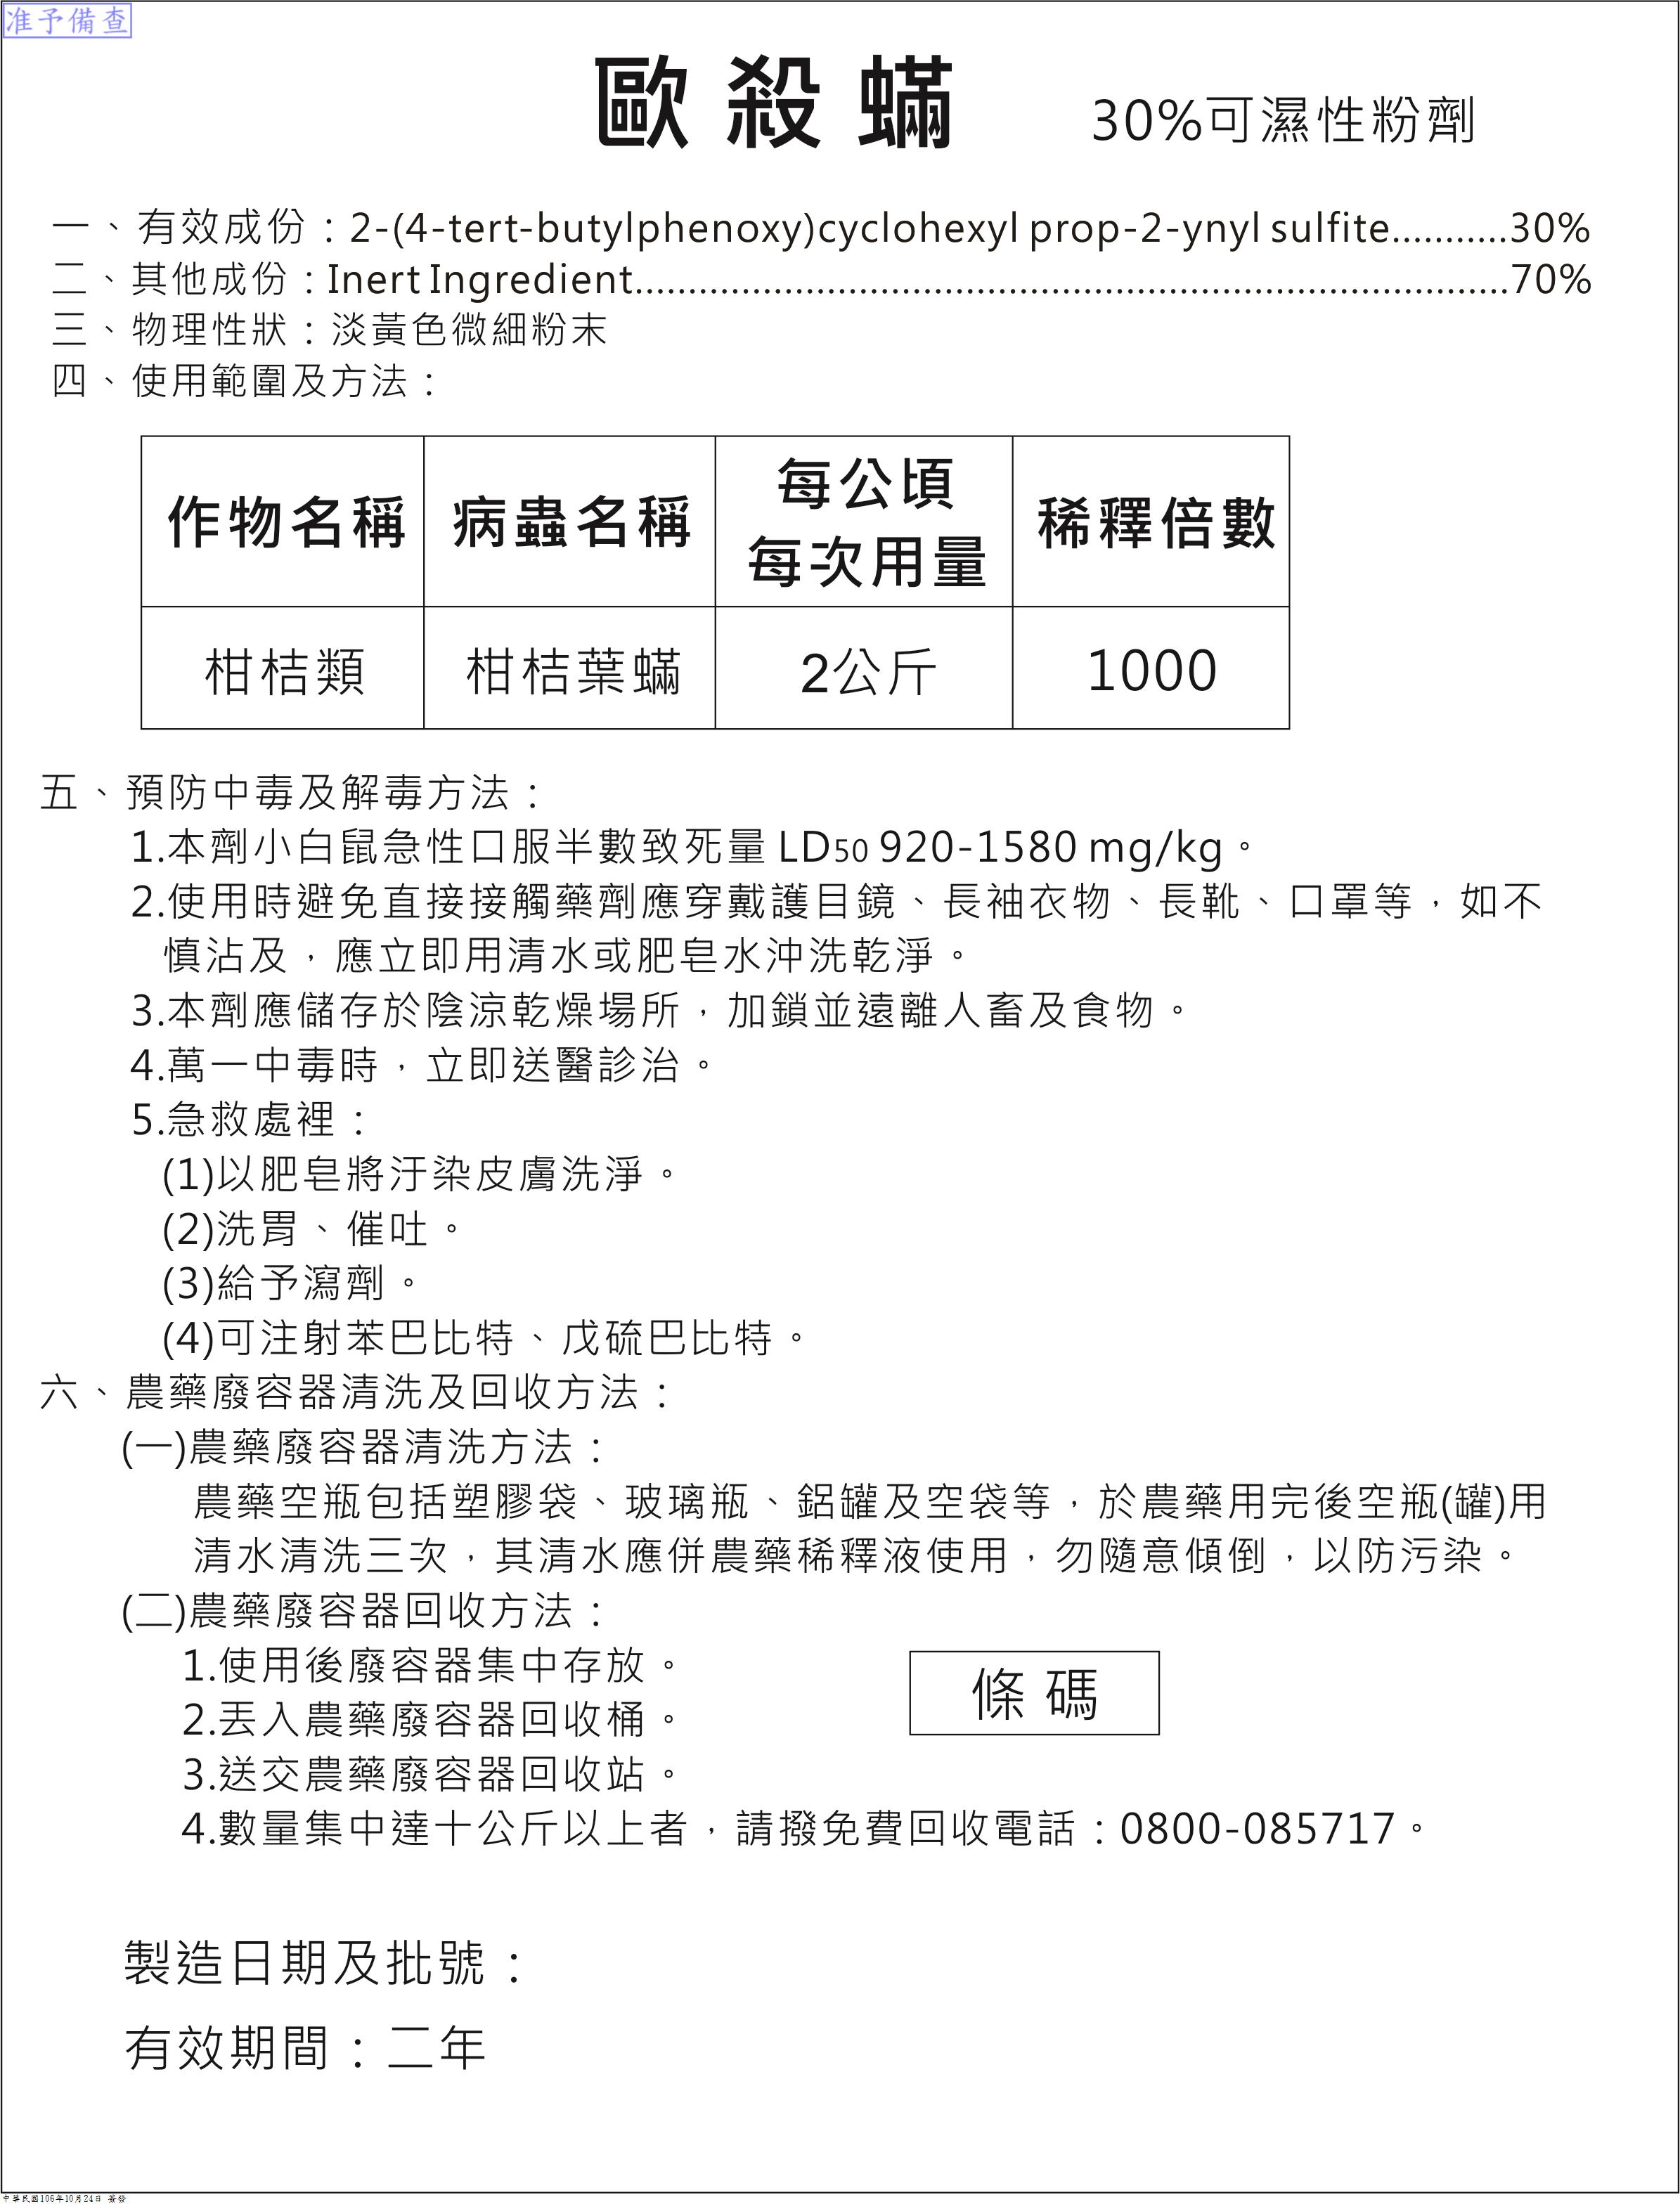 准予備查
歐殺蟎 30%可濕性粉劑
一、有效成份：2-(4-tert-butylphenoxy)cyclohexyl prop-2-ynyl sulfite...........30%
二、其他成份：Inert Ingredient...................................................................................70%
三、物理性狀：淡黃色微細粉末
四、使用範圍及方法：
作物名稱 病蟲名稱 每公頃 稀釋倍數
每次用量
柑桔類 柑桔葉蟎 2公斤 1000
五、預防中毒及解毒方法：
1.本劑小白鼠急性口服半數致死量 LD50 920-1580 mg/kg。
2.使用時避免直接接觸藥劑應穿戴護目鏡、長袖衣物、長靴、口罩等，如不
慎沾及，應立即用清水或肥皂水沖洗乾淨。
3.本劑應儲存於陰涼乾燥場所，加鎖並遠離人畜及食物。
4.萬一中毒時，立即送醫診治。
5.急救處裡：
(1)以肥皂將汙染皮膚洗淨。
(2)洗胃、催吐。
(3)給予瀉劑。
(4)可注射苯巴比特、戊硫巴比特。
六、農藥廢容器清洗及回收方法：
(一)農藥廢容器清洗方法：
農藥空瓶包括塑膠袋、玻璃瓶、鋁罐及空袋等，於農藥用完後空瓶(罐)用
清水清洗三次，其清水應併農藥稀釋液使用，勿隨意傾倒，以防污染。
(二)農藥廢容器回收方法：
1.使用後廢容器集中存放。
條碼
2.丟入農藥廢容器回收桶。
3.送交農藥廢容器回收站。
4.數量集中達十公斤以上者，請撥免費回收電話：0800-085717。
製造日期及批號：
有效期間：二年
中華民國106年10月24日 簽發